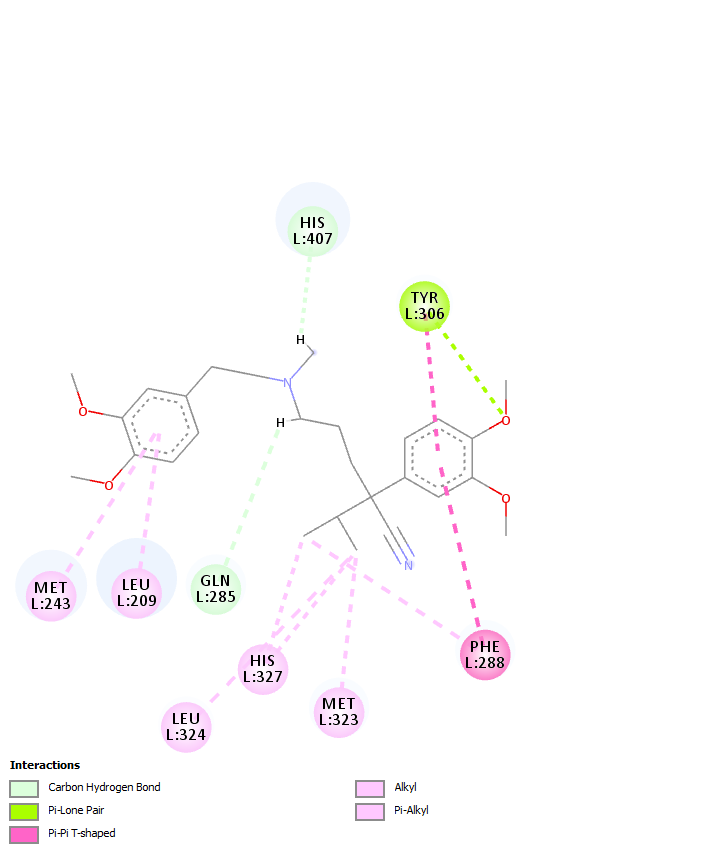 HIS
L:407
TYR
L:306
H
N
O
H
O
O
O
N
MET
L:243
LEU
L:209
GLN
L:285
PHE
L:288
HIS
L:327
LEU
L:324
MET
L:323
Interactions
Carbon Hydrogen Bond
Pi-Lone Pair
Pi-Pi T-shaped
Alkyl
Pi-Alkyl